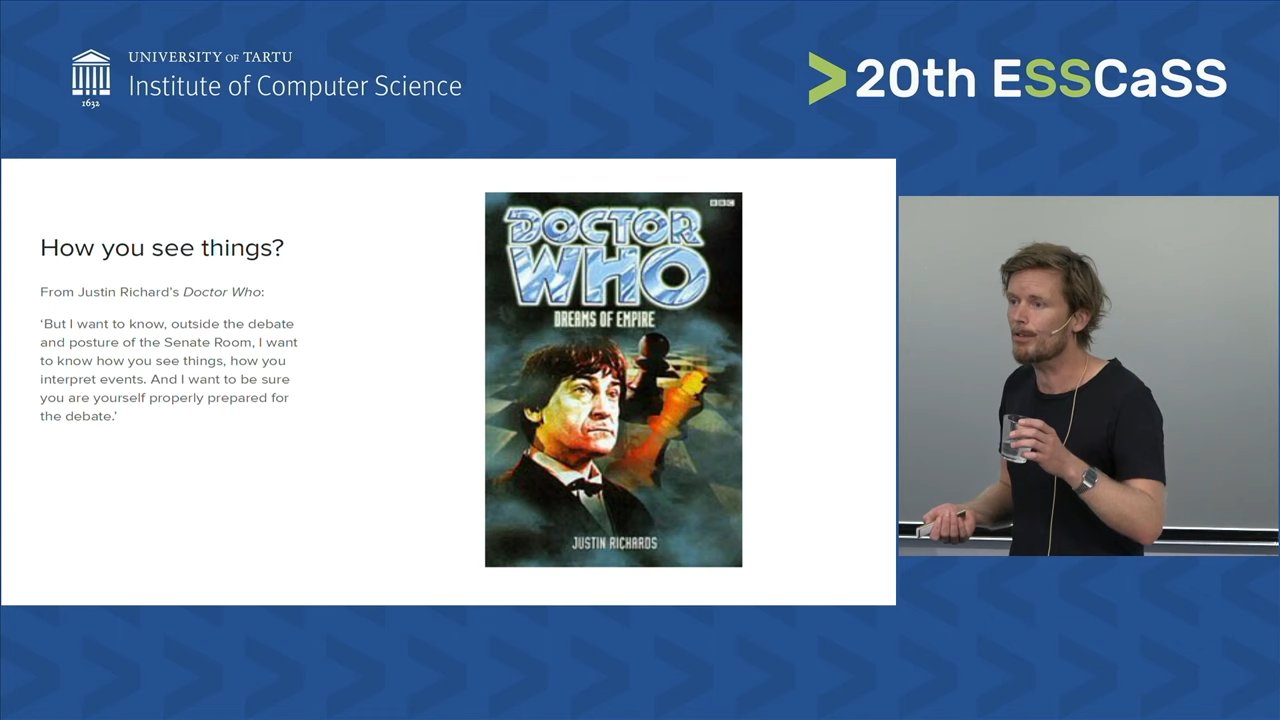 UNIVERSITY OF TARTU
Institute of Computer Science
1632
20th ESSCaSS
How you see things?
From Justin Richard’s Doctor Who:
‘But I want to know, outside the debate
and posture of the Senate Room, I want
to know how you see things, how you
interpret events. And I want to be sure
you are yourself properly prepared for
the debate.’
BBC
DOCTOR
WHO
DREAMS OF EMPIRE
JUSTIN RICHARDS